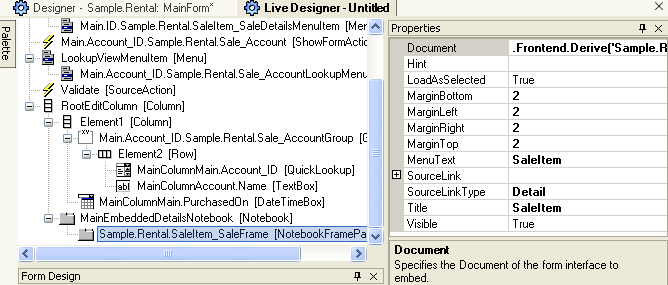 Designer - Sample.Rental: MainForm*
Live Designer - Untitled
Palette
Main.ID.Sample.Rental.SaleItem_SaleDetailsMenuItem [Mer
Main.Account_ID.Sample.Rental.Sale_Account [ShowFormActio
LookupViewMenuItem [Menu]
Main.Account_ID.Sample.Rental.Sale_AccountLookupMenu
Validate [SourceAction]
RootEditColumn [Column]
Element1 [Column]
Main.Account_ID.Sample.Rental.Sale_AccountGroup [G
Element2 [Row]
MainColumnMain.Account_ID [QuickLookup]
MainColumnAccount.Name [TextBox]
MainColumnMain.PurchasedOn [DateTimeBox]
MainEmbeddedDetailsNotebook [Notebook]
Sample.Rental.SaleItem_SaleFrame [NotebookFramePa
Form Design
Properties
Document .Frontend.Derive('Sample.R
Hint
LoadAsSelected True
MarginBottom 2
MarginLeft 2
MarginRight 2
MarginTop 2
MenuText SaleItem
SourceLink
SourceLinkType Detail
Title SaleItem
Visible True
Document
Specifies the Document of the form interface to
embed.